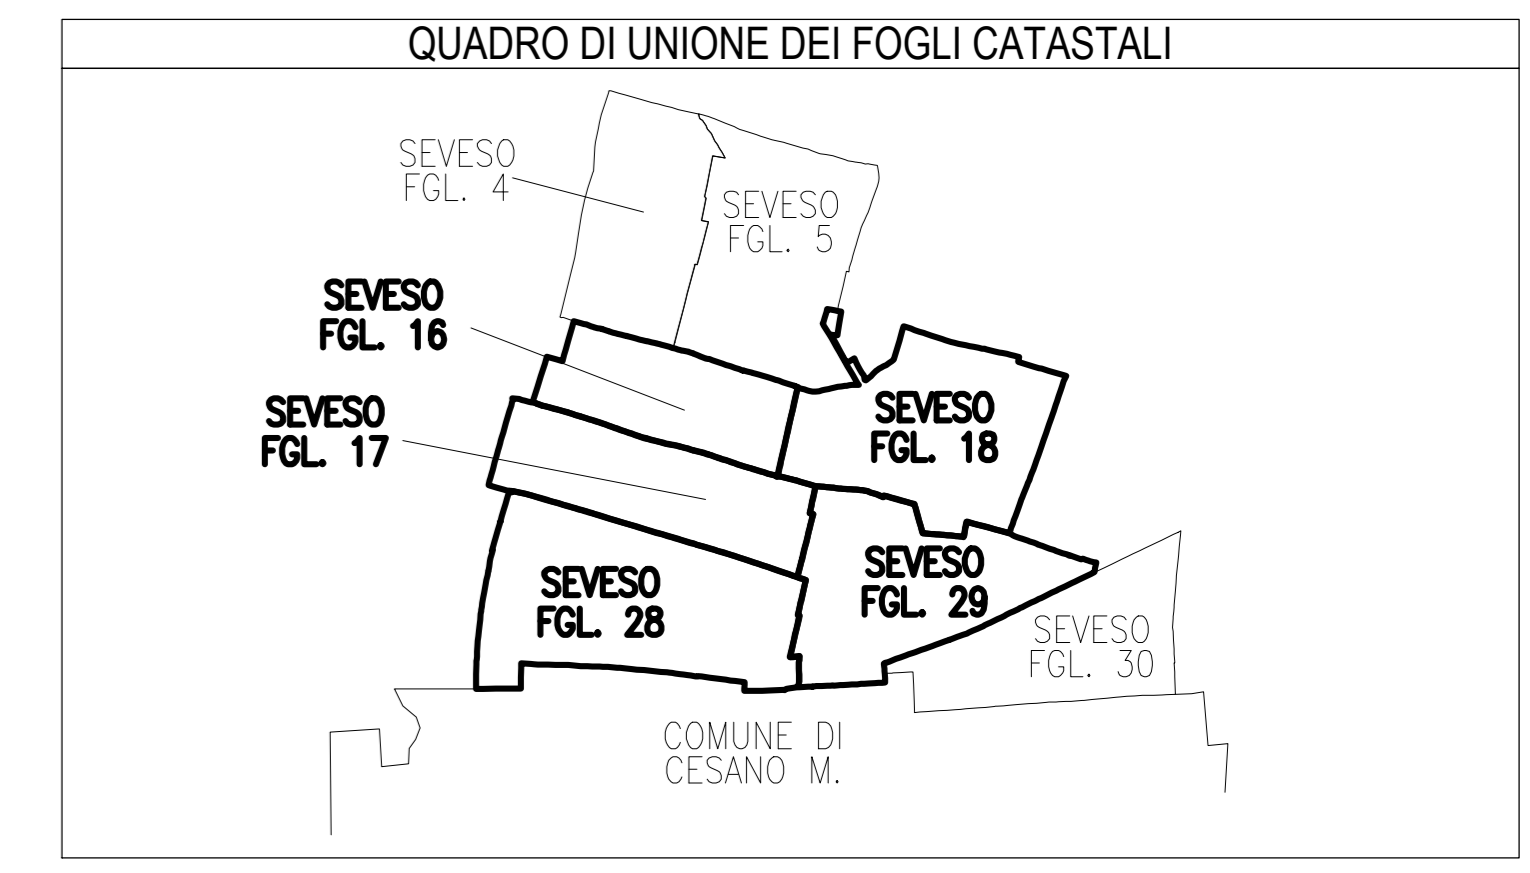 QUADRO DI UNIONE DEI FOGLI CATASTALI
SEVESO
FGL. 4
SEVESO
FGL. 5
SEVESO
FGL. 16
SEVESO
FGL. 17
SEVESO
FGL. 18
SEVESO
FGL. 28
SEVESO
FGL. 29
SEVESO
FGL. 30
COMUNE DI
CESANO M.